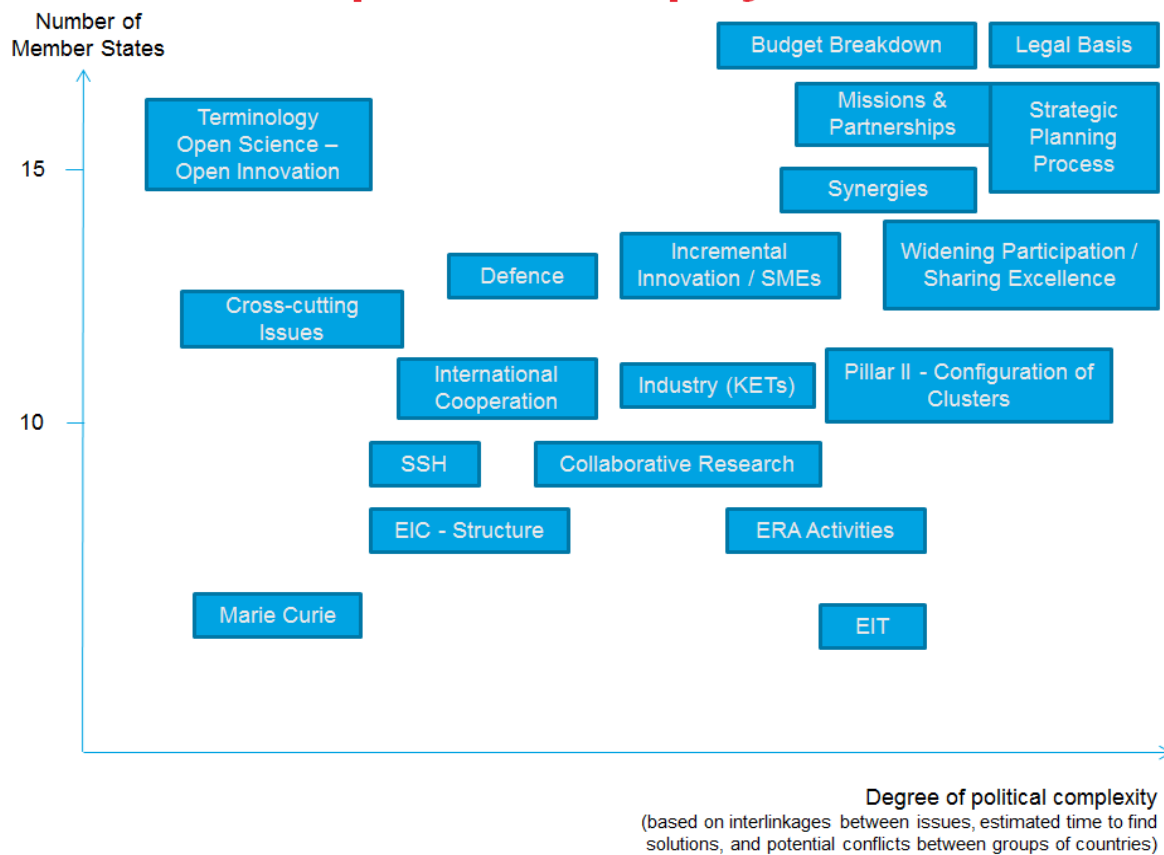 Number of
Member States
Budget Breakdown
Legal Basis
Terminology
Open Science –
Open Innovation
Missions &
Partnerships
Strategic
Planning
Process
15
Synergies
Defence
Incremental
Innovation / SMEs
Widening Participation /
Sharing Excellence
Cross-cutting
Issues
International
Cooperation
Industry (KETs)
Pillar II - Configuration of
Clusters
10
SSH
Collaborative Research
EIC - Structure
ERA Activities
Marie Curie
EIT
Degree of political complexity
(based on interlinkages between issues, estimated time to find
solutions, and potential conflicts between groups of countries)